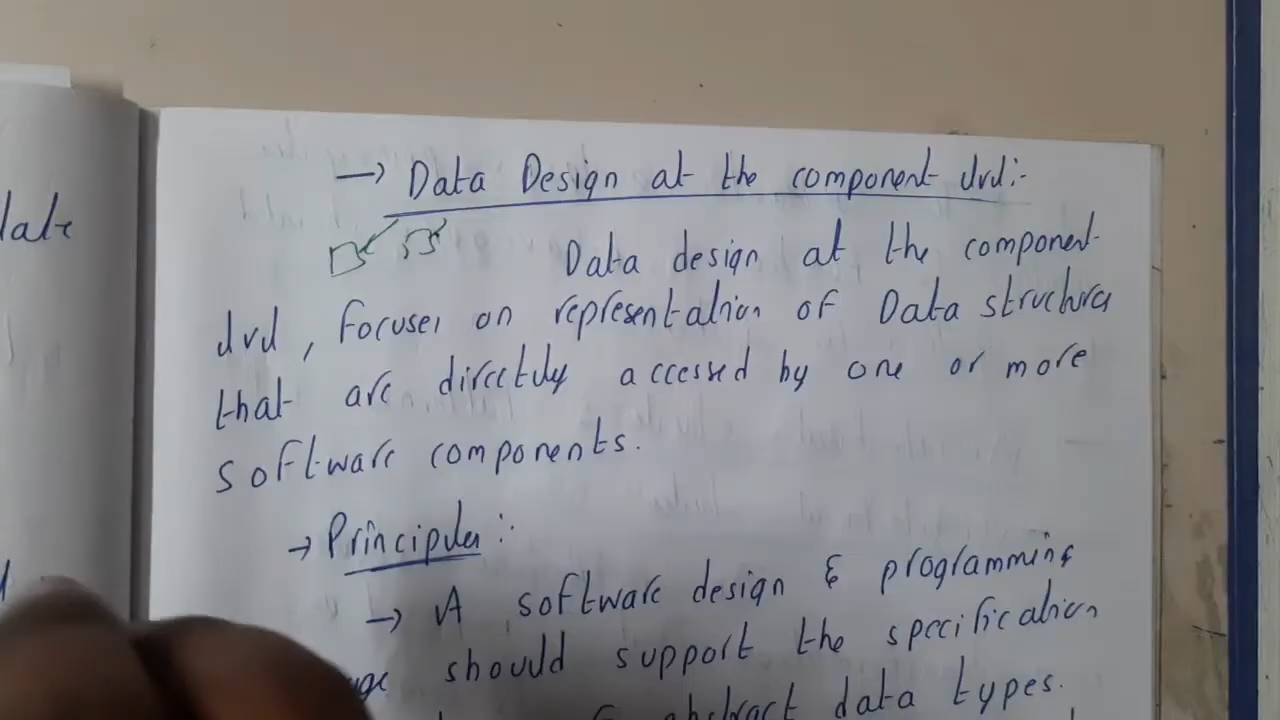 → Data Design at the component level:-
Data design at the component
level, focuses on representation of Data structures
that are directly accessed by one or more
software components.
→ Principles:
→ A software design & programming
should support the specification
abstract data types.
late